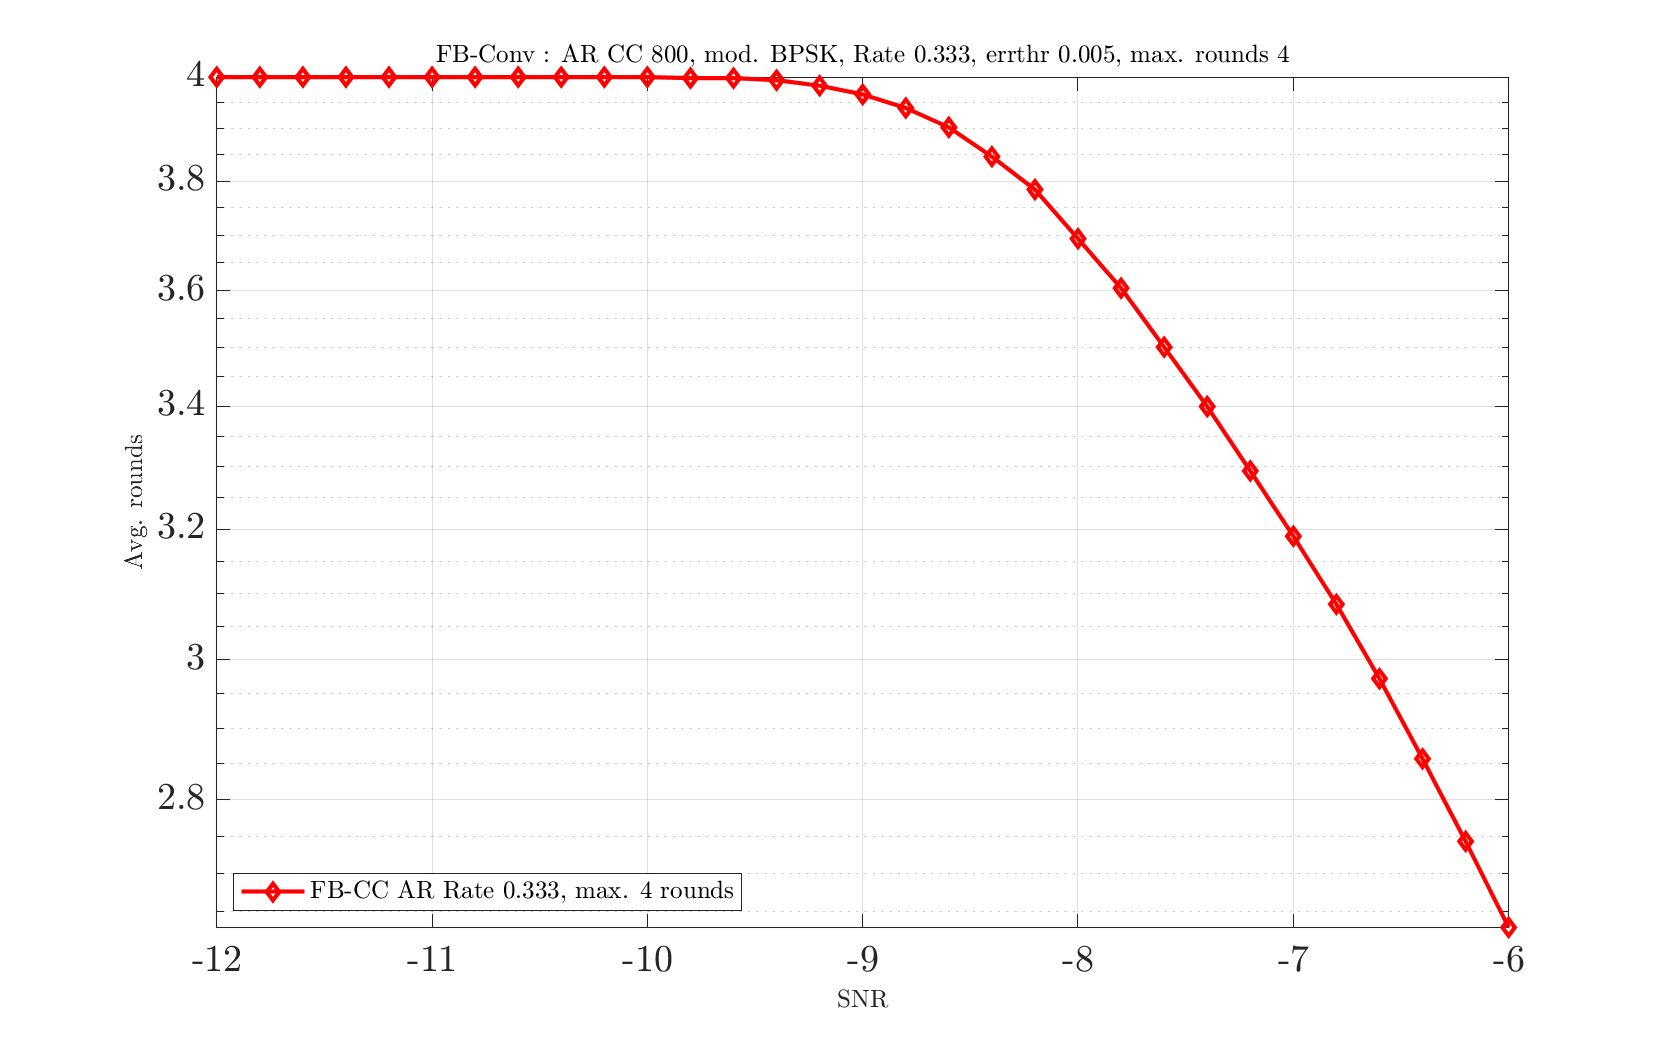 FB-Conv : AR CC 800, mod. BPSK, Rate 0.333, errthr 0.005, max. rounds 4
4
3.8
3.6
3.4
3.2
3
2.8
Avg. rounds
FB-CC AR Rate 0.333, max. 4 rounds
-12 -11 -10 -9 -8 -7 -6
SNR